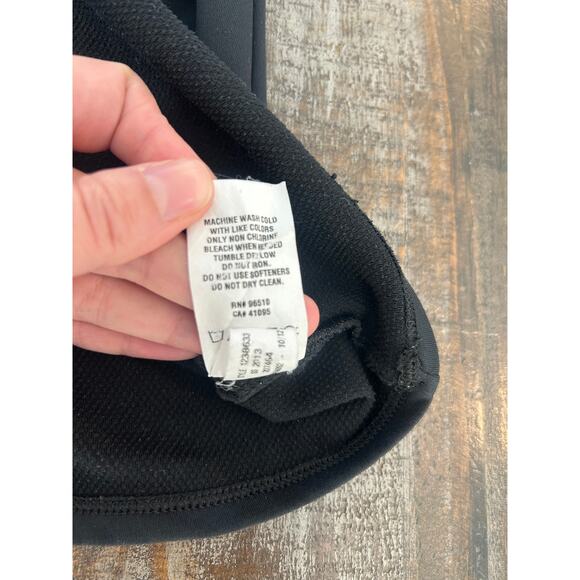 MACHINE WASH COLD
WITH LIKE COLORS
ONLY NON CHLORINE
BLEACH WHEN NEEDED
TUMBLE DRY LOW
DO NOT IRON.
DO NOT USE SOFTENERS
DO NOT DRY CLEAN.
RN# 96510
CA# 41095
2013